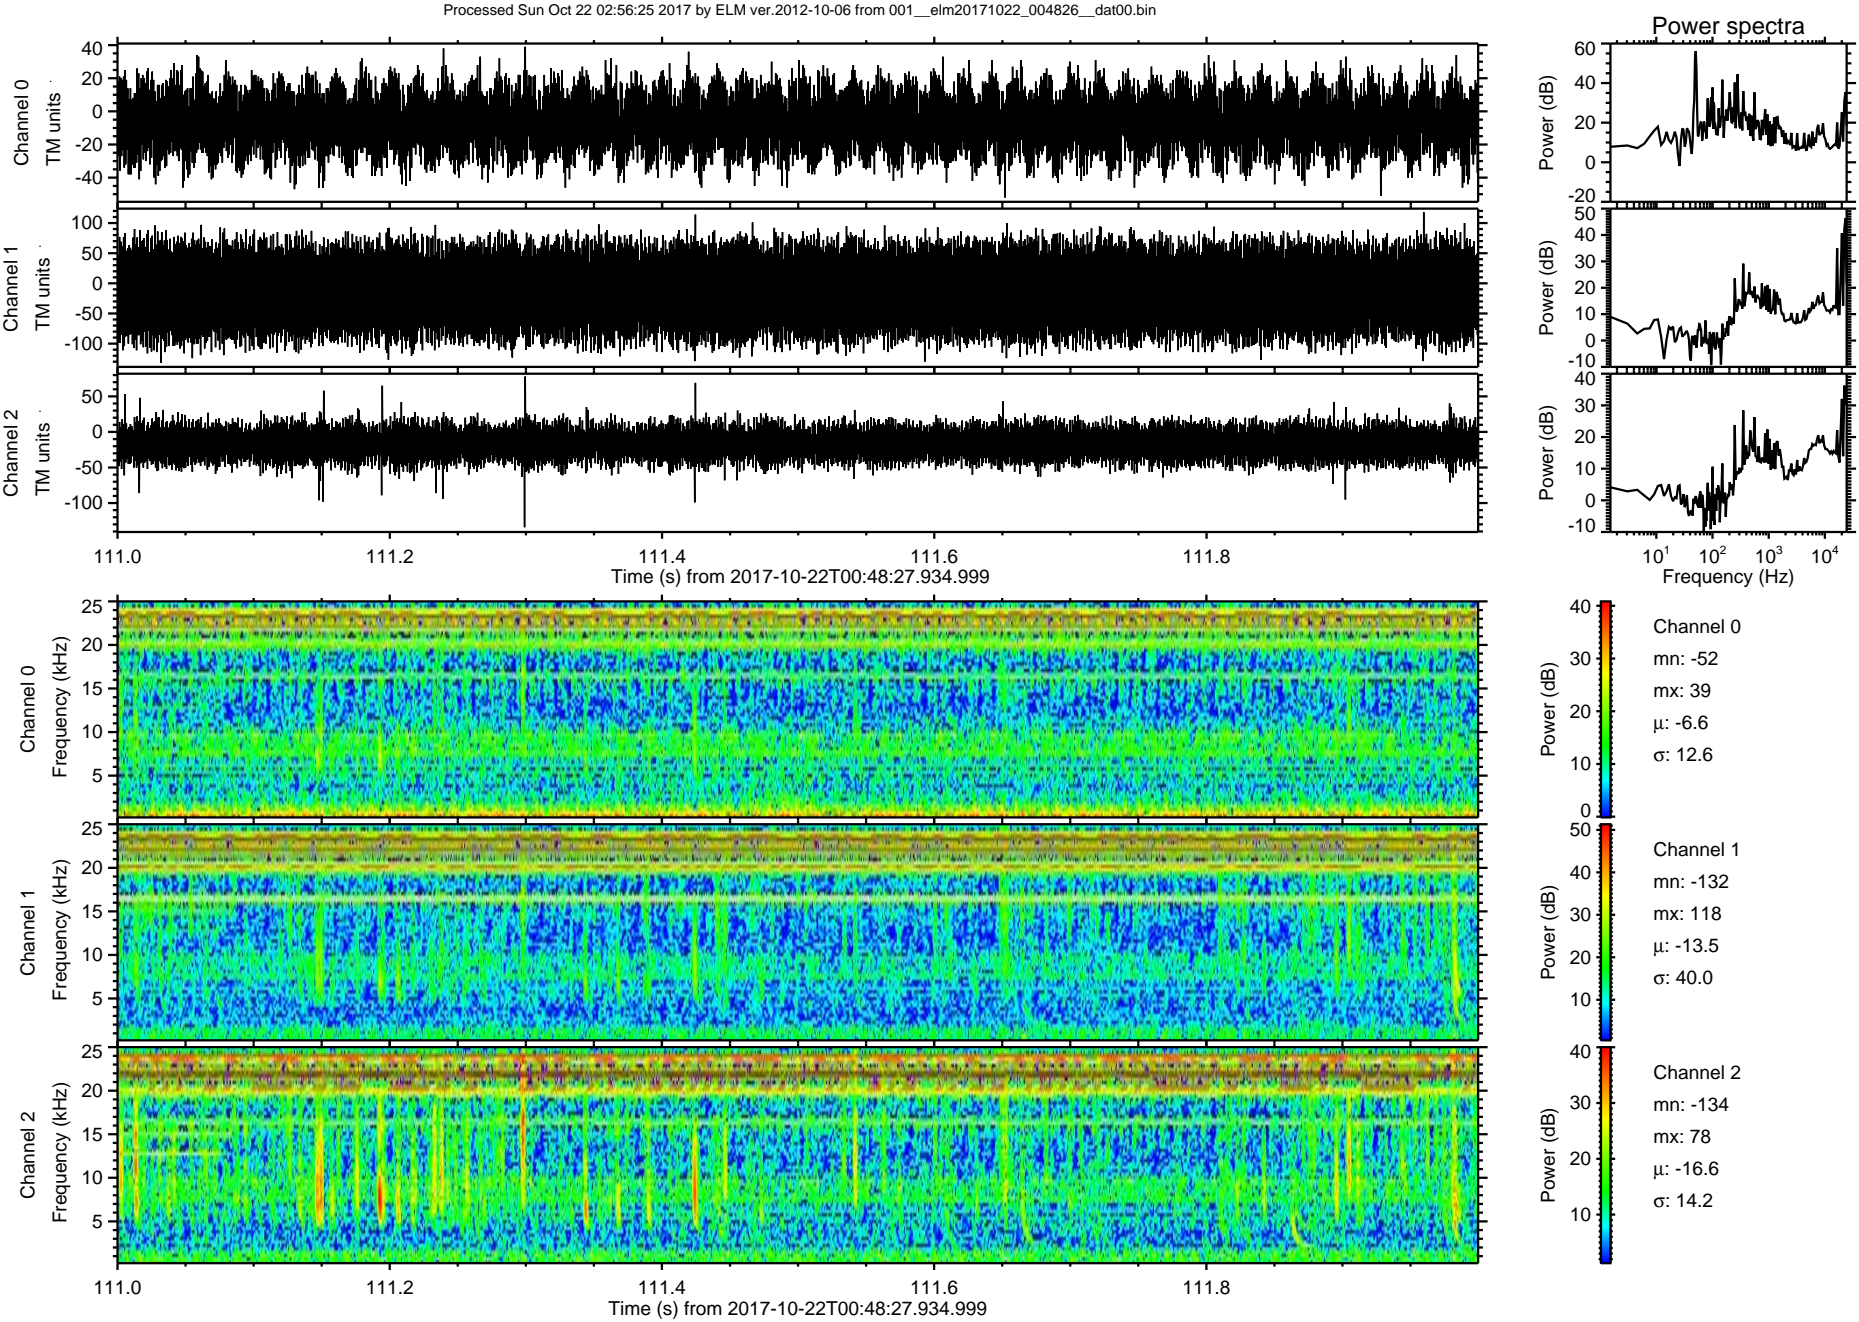 Processed Sun Oct 22 02:56:25 2017 by ELM ver.2012-10-06 from 001__elm20171022_004826__dat00.bin
Power spectra
Channel 0
TM units
40
20
0
-20
-40
Power (dB)
60
40
20
0
-20
Channel 1
TM units
100
50
0
-50
-100
Power (dB)
50
40
30
20
10
0
-10
Channel 2
TM units
50
0
-50
-100
Power (dB)
40
30
20
10
0
-10
111.0 111.2 111.4 111.6 111.8
Time (s) from 2017-10-22T00:48:27.934.999
10¹ 10² 10³ 10⁴
Frequency (Hz)
Channel 0
Frequency (kHz)
25
20
15
10
5
Power (dB)
40
30
20
10
0
Channel 0
mn: -52
mx: 39
µ: -6.6
σ: 12.6
Channel 1
Frequency (kHz)
25
20
15
10
5
Power (dB)
50
40
30
20
10
Channel 1
mn: -132
mx: 118
µ: -13.5
σ: 40.0
Channel 2
Frequency (kHz)
25
20
15
10
5
Power (dB)
40
30
20
10
Channel 2
mn: -134
mx: 78
µ: -16.6
σ: 14.2
111.0 111.2 111.4 111.6 111.8
Time (s) from 2017-10-22T00:48:27.934.999